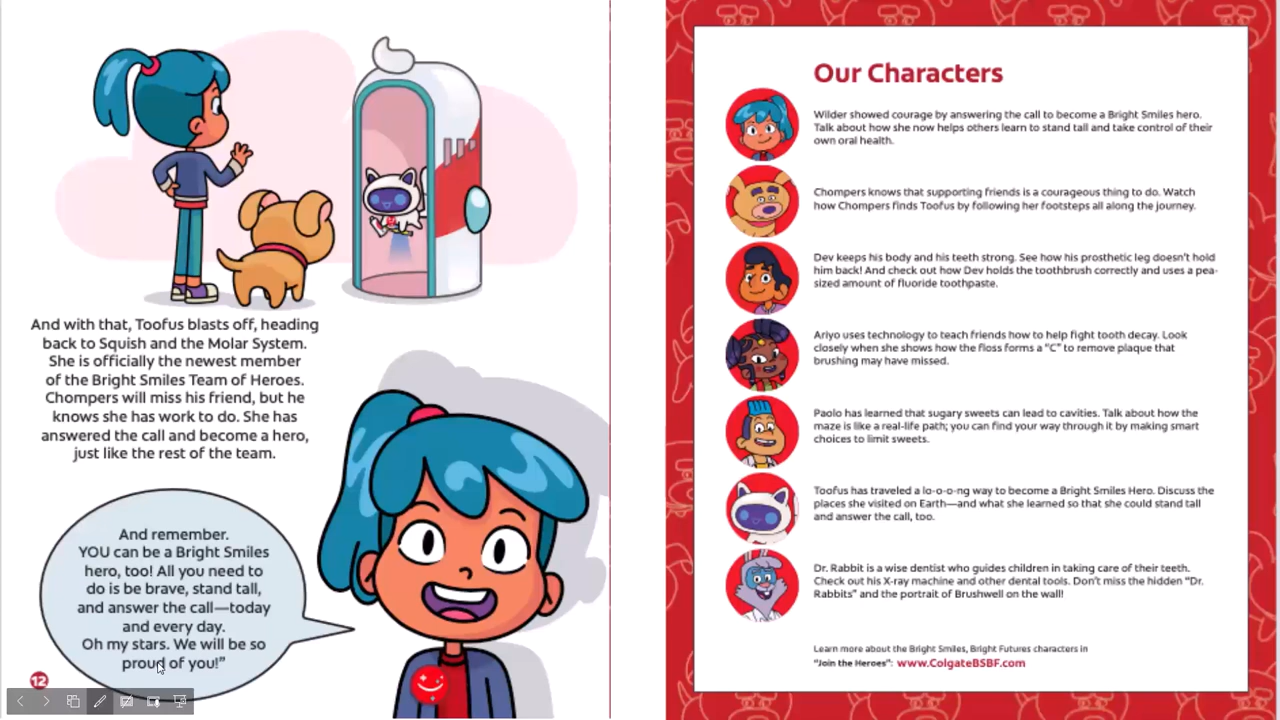 And with that, Toofus blasts off, heading
back to Squish and the Molar System.
She is officially the newest member
of the Bright Smiles Team of Heroes.
Chompers will miss his friend, but he
knows she has work to do. She has
answered the call and become a hero,
just like the rest of the team.
And remember.
YOU can be a Bright Smiles
hero, too! All you need to
do is be brave, stand tall,
and answer the call—today
and every day.
Oh my stars. We will be so
proud of you!”
12
Our Characters
Wilder showed courage by answering the call to become a Bright Smiles hero.
Talk about how she now helps others learn to stand tall and take control of their
own oral health.
Chompers knows that supporting friends is a courageous thing to do. Watch
how Chompers finds Toofus by following her footsteps all along the journey.
Dev keeps his body and his teeth strong. See how his prosthetic leg doesn’t hold
him back! And check out how Dev holds the toothbrush correctly and uses a pea-
sized amount of fluoride toothpaste.
Ariyo uses technology to teach friends how to help fight tooth decay. Look
closely when she shows how the floss forms a “C” to remove plaque that
brushing may have missed.
Paolo has learned that sugary sweets can lead to cavities. Talk about how the
maze is like a real-life path; you can find your way through it by making smart
choices to limit sweets.
Toofus has traveled a lo-o-o-ng way to become a Bright Smiles Hero. Discuss the
places she visited on Earth—and what she learned so that she could stand tall
and answer the call, too.
Dr. Rabbit is a wise dentist who guides children in taking care of their teeth.
Check out his X-ray machine and other dental tools. Don’t miss the hidden “Dr.
Rabbits” and the portrait of Brushwell on the wall!
Learn more about the Bright Smiles, Bright Futures characters in
“Join the Heroes”: www.ColgateBSBF.com